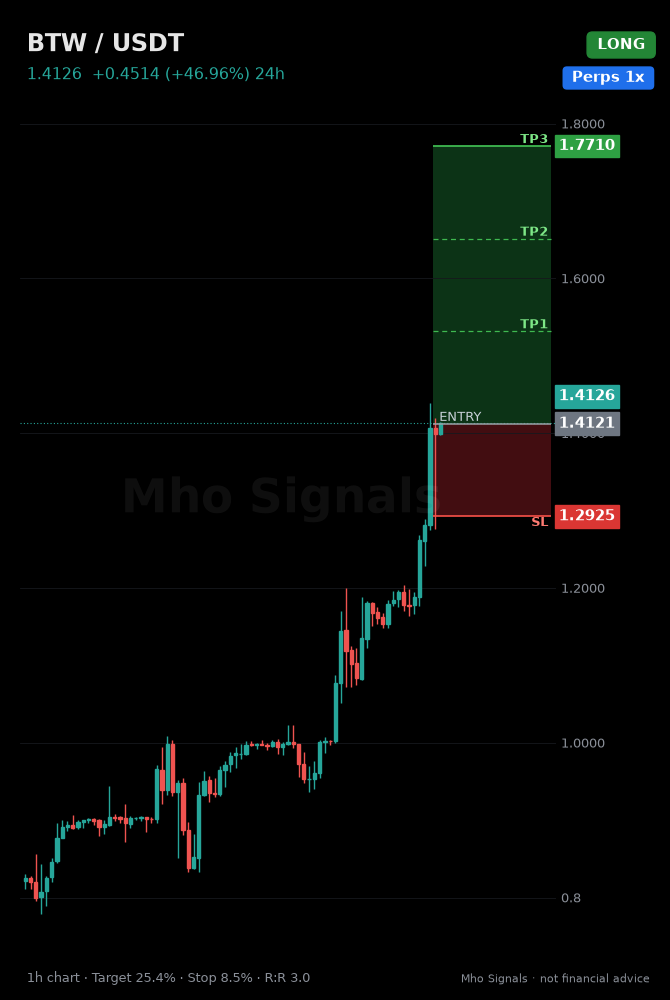 BTW / USDT
LONG
1.4126 +0.4514 (+46.96%) 24h
Perps 1x
1.8000
TP3
1.7710
TP2
1.6000
TP1
1.4126
ENTRY
1.4121
1.4000
Mho Signals
1.2925
SL
1.2000
1.0000
0.8
1h chart · Target 25.4% · Stop 8.5% · R:R 3.0
Mho Signals · not financial advice